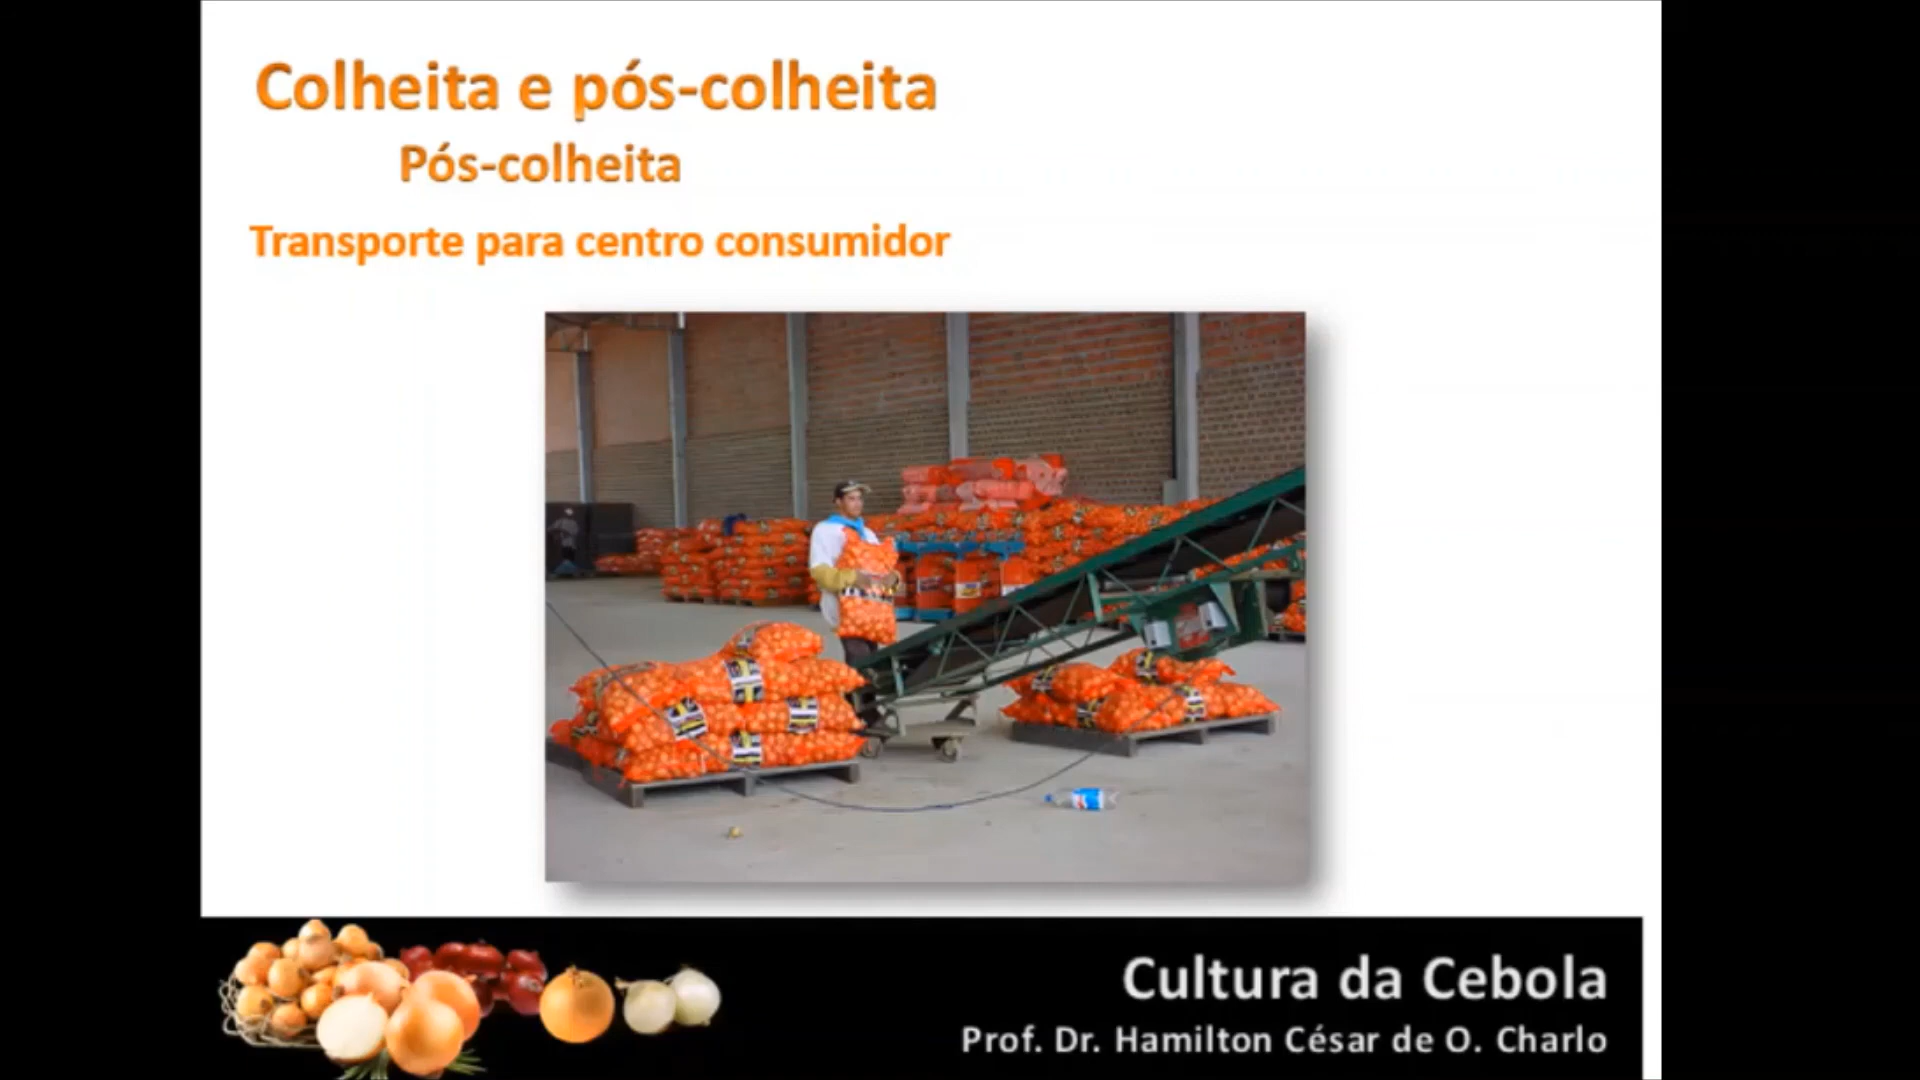 Colheita e pós-colheita
Pós-colheita
Transporte para centro consumidor
Cultura da Cebola
Prof. Dr. Hamilton César de O. Charlo